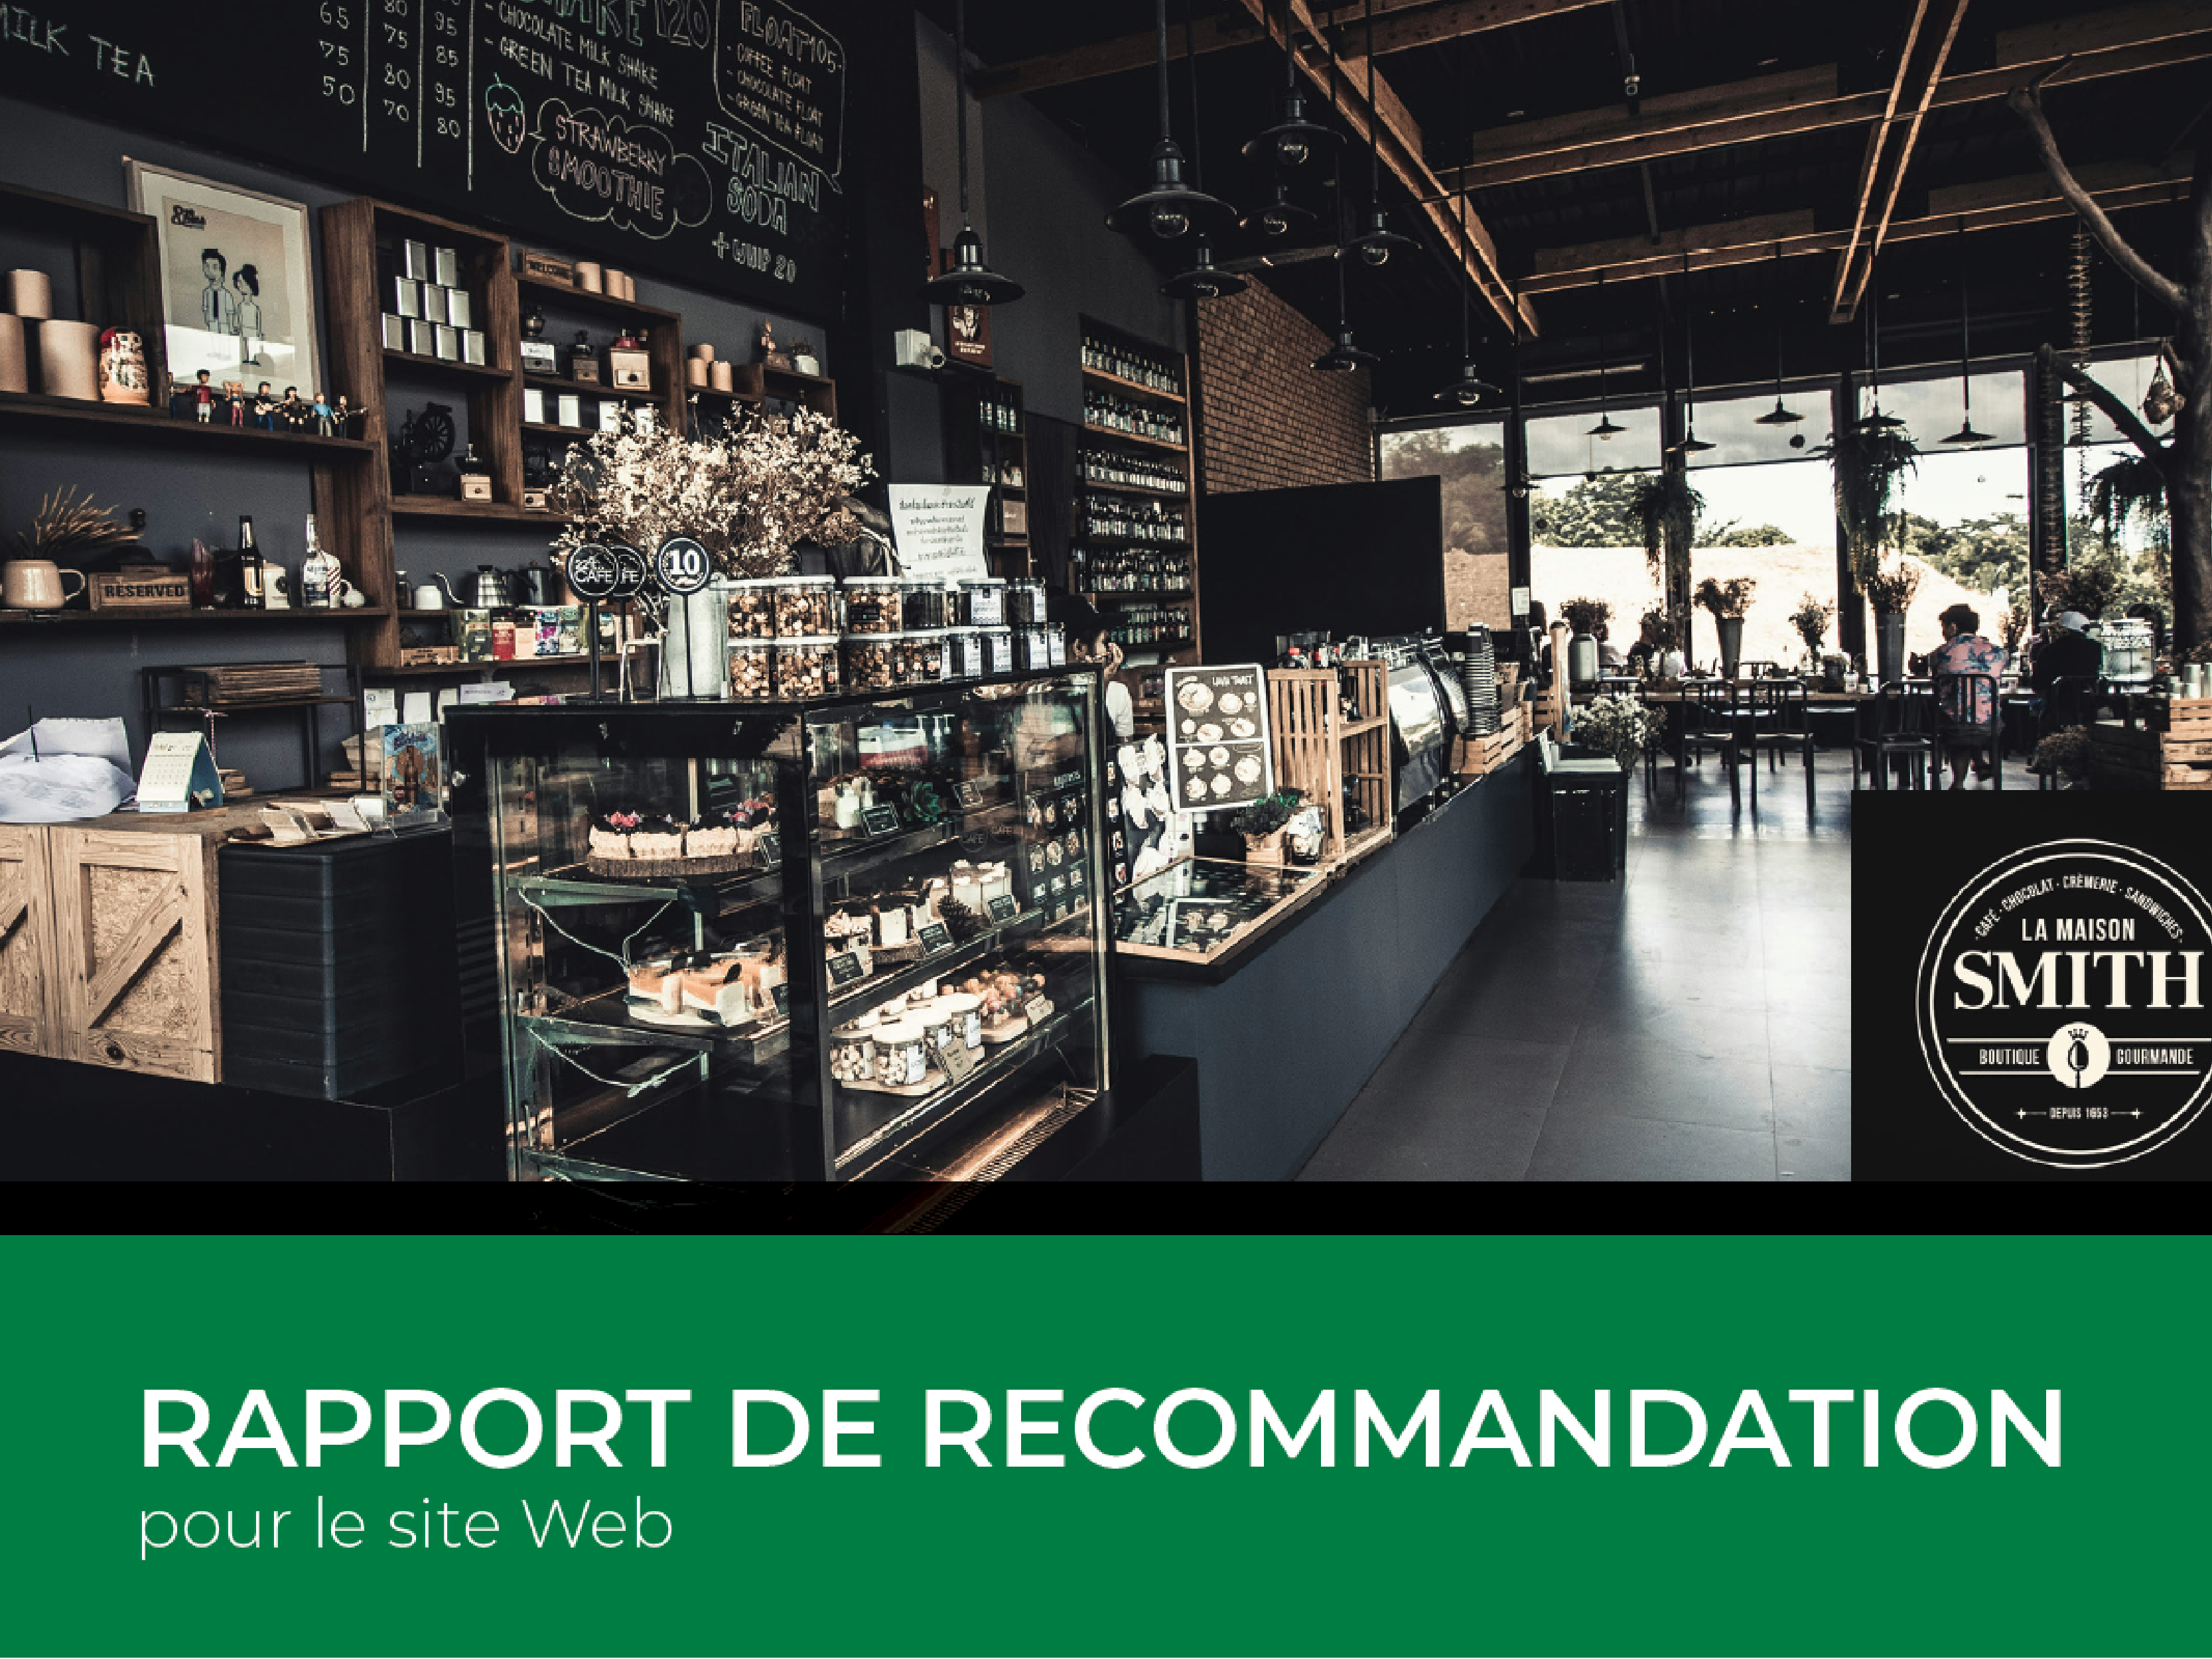 MILK TEA
65 80 95
75 75 85
50 80 95
70 80
SHAKE 120
- CHOCOLATE MILK SHAKE
- GREEN TEA MILK SHAKE
STRAWBERRY
SMOOTHIE
FLOAT 105.-
- COFFEE FLOAT
- CHOCOLATE FLOAT
- GREEN TEA FLOAT
ITALIAN
SODA
+ WHIP 20
WELCOME
RESERVED
CAFE
10
CAFÉ · CHOCOLAT · CRÈMERIE · SANDWICHES
LA MAISON
SMITH
BOUTIQUE GOURMANDE
DEPUIS 1653
RAPPORT DE RECOMMANDATION
pour le site Web